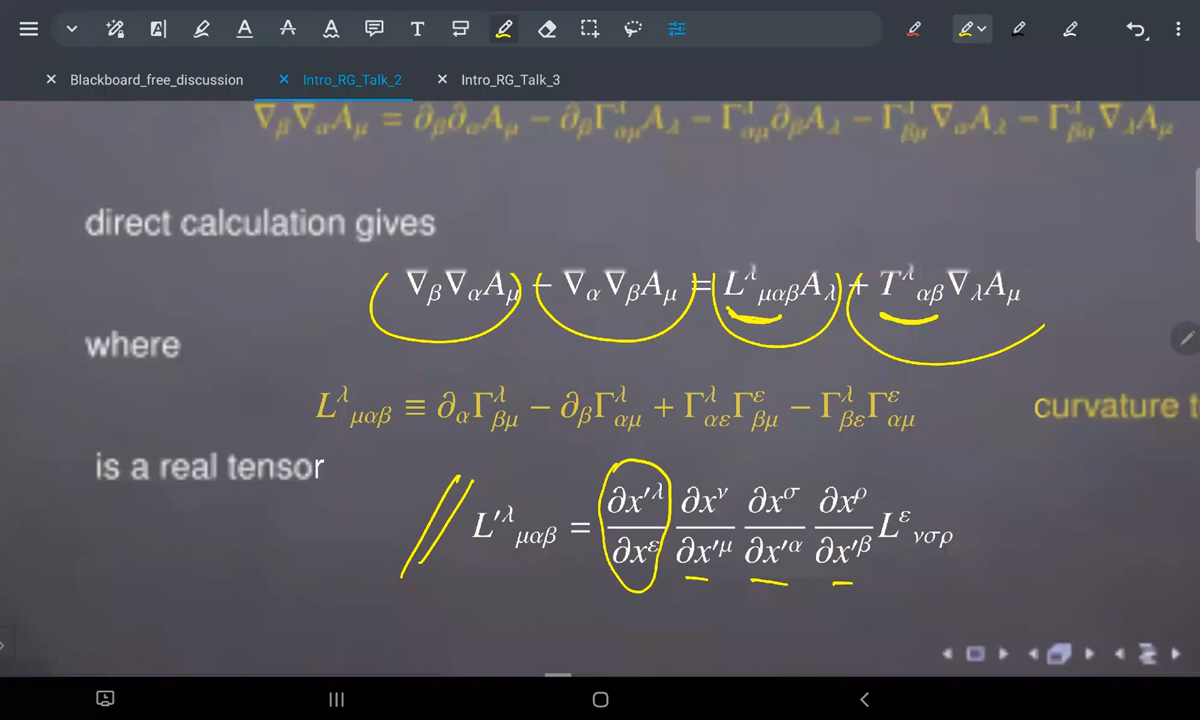 Blackboard_free_discussion Intro_RG_Talk_2 Intro_RG_Talk_3
∇_β∇_αA_μ = ∂_β∂_αA_μ − ∂_βΓ^λ_{αμ}A_λ − Γ^λ_{αμ}∂_βA_λ − Γ^λ_{βμ}∇_αA_λ − Γ^λ_{βα}∇_λA_μ
direct calculation gives
∇_β∇_αA_μ − ∇_α∇_βA_μ = L^λ_{μαβ}A_λ + T^λ_{αβ}∇_λA_μ
where
L^λ_{μαβ} ≡ ∂_αΓ^λ_{βμ} − ∂_βΓ^λ_{αμ} + Γ^λ_{αε}Γ^ε_{βμ} − Γ^λ_{βε}Γ^ε_{αμ} curvature t
is a real tensor
L′^λ_{μαβ} = ∂x′^λ/∂x^ε ∂x^ν/∂x′^μ ∂x^σ/∂x′^α ∂x^ρ/∂x′^β L^ε_{νσρ}